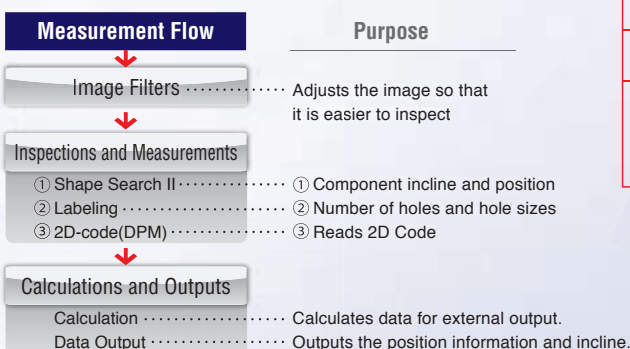 Measurement Flow Purpose
Image Filters ·············· Adjusts the image so that
it is easier to inspect
Inspections and Measurements
① Shape Search II ··············· ① Component incline and position
② Labeling ······················ ② Number of holes and hole sizes
③ 2D-code(DPM) ················ ③ Reads 2D Code
Calculations and Outputs
Calculation ··················· Calculates data for external output.
Data Output ·················· Outputs the position information and incline.